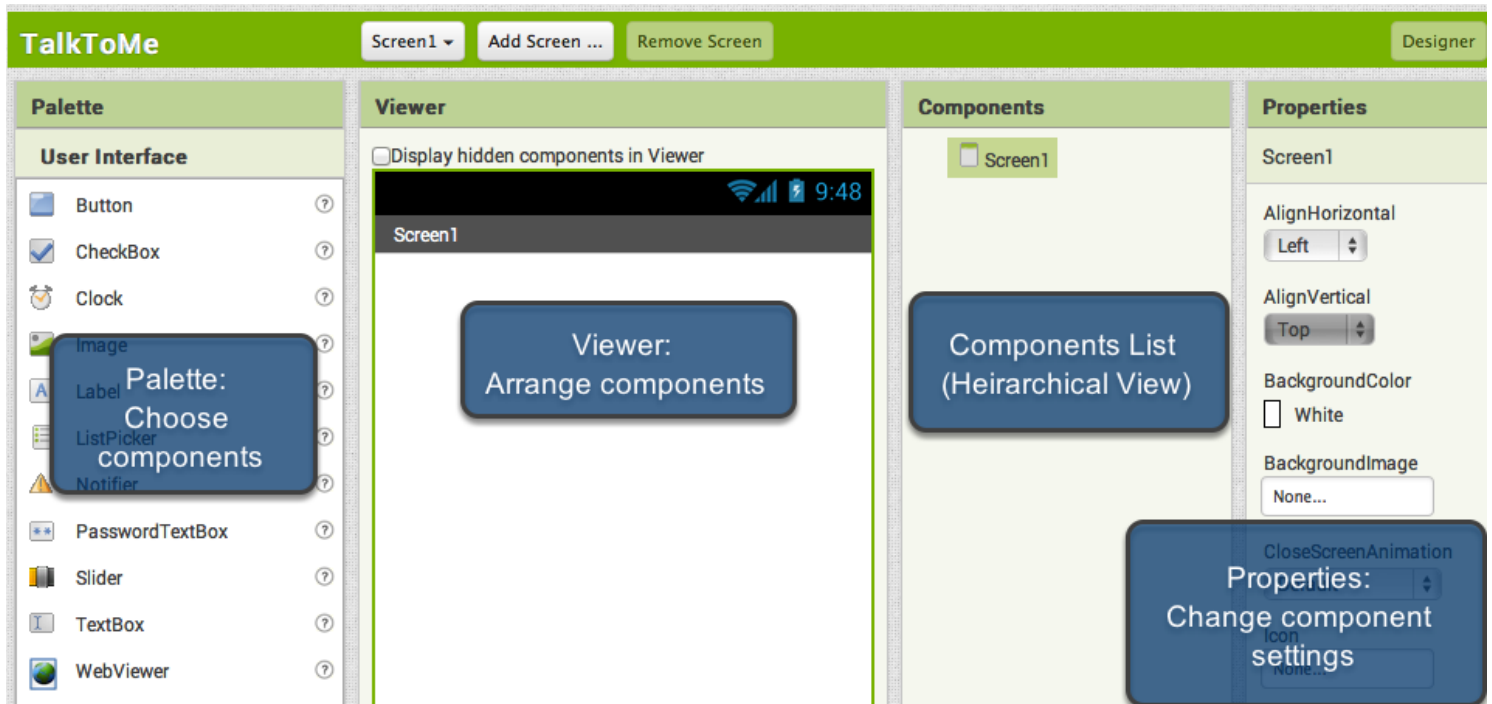 TalkToMe
Screen1
Add Screen ...
Remove Screen
Designer
Palette
User Interface
Button
?
CheckBox
?
Clock
?
Image
?
Label
?
ListPicker
?
Notifier
?
PasswordTextBox
?
Slider
?
TextBox
?
WebViewer
?
Palette:
Choose
components
Viewer
Display hidden components in Viewer
9:48
Screen1
Viewer:
Arrange components
Components
Screen1
Components List
(Heirarchical View)
Properties
Screen1
AlignHorizontal
Left
AlignVertical
Top
BackgroundColor
White
BackgroundImage
None...
CloseScreenAnimation
Default
Icon
None...
Properties:
Change component
settings